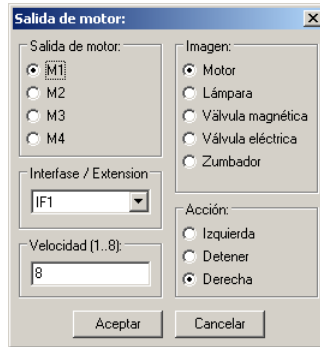 Salida de motor:
Salida de motor:
M1
M2
M3
M4
Interfase / Extension
IF1
Velocidad (1..8):
8
Imagen:
Motor
Lámpara
Välvula magnética
Válvula eléctrica
Zumbador
Acción:
Izquierda
Detener
Derecha
Aceptar
Cancelar